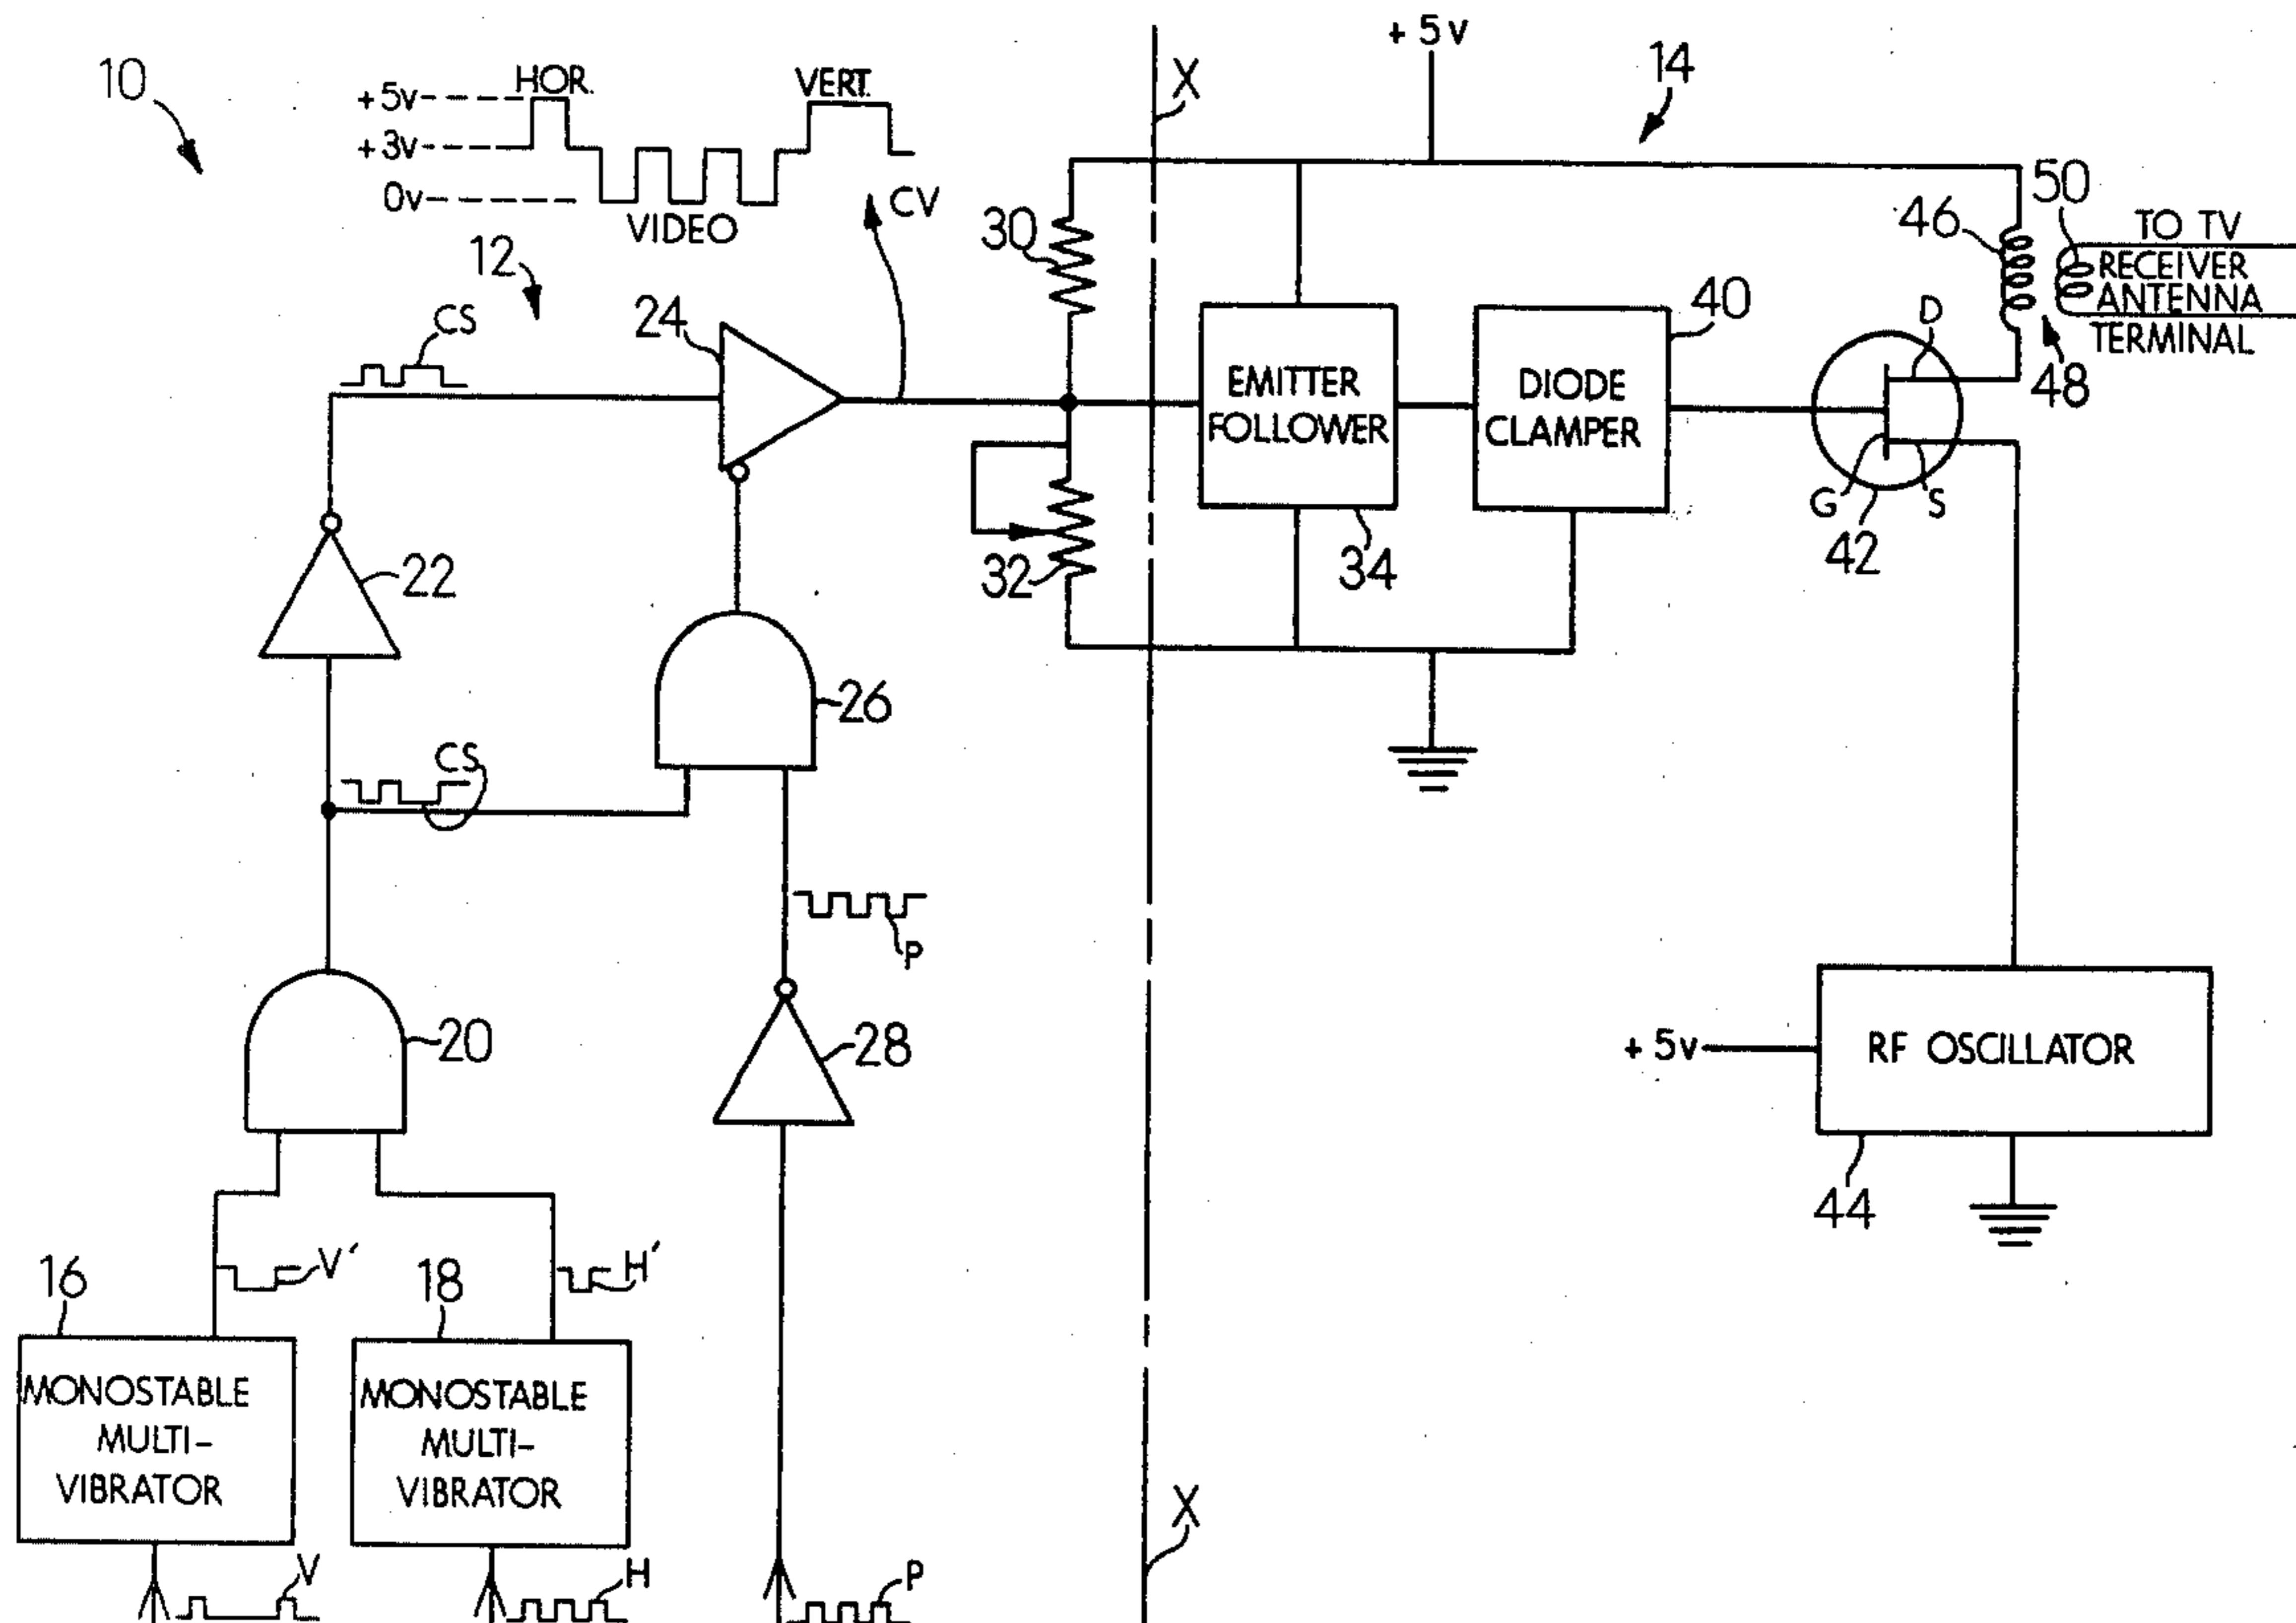 10
+5v
HOR.
VERT.
+3v
0v
VIDEO
CV
12
CS
24
30
X
+5v
14
46
50
TO TV
RECEIVER
ANTENNA
TERMINAL
48
D
40
EMITTER
FOLLOWER
DIODE
CLAMPER
G
S
42
32
34
22
26
CS
P
20
28
+5v
RF OSCILLATOR
44
V'
H'
16
18
MONOSTABLE
MULTI-
VIBRATOR
MONOSTABLE
MULTI-
VIBRATOR
X
V
H
P